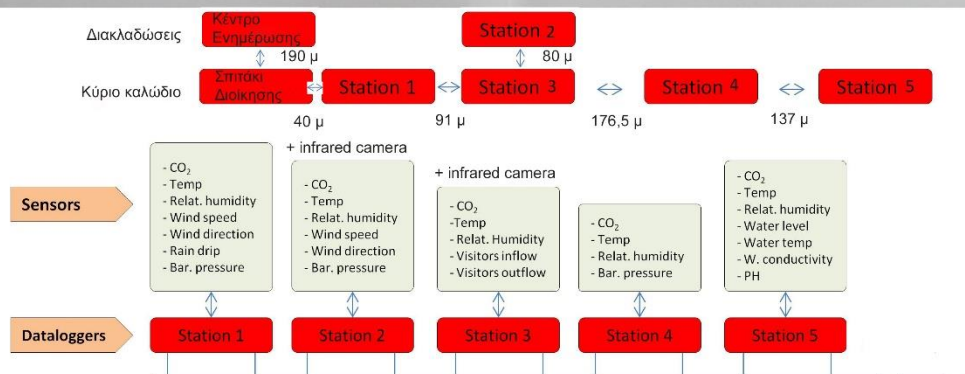 Διακλαδώσεις
Κέντρο
Ενημέρωσης
Station 2
190 μ
80 μ
Κύριο καλώδιο
Σπιτάκι
Διοίκησης
Station 1
Station 3
Station 4
Station 5
40 μ
91 μ
176,5 μ
137 μ
Sensors
- CO₂
- Temp
- Relat. humidity
- Wind speed
- Wind direction
- Rain drip
- Bar. pressure
+ infrared camera
- CO₂
- Temp
- Relat. humidity
- Wind speed
- Wind direction
- Bar. pressure
+ infrared camera
- CO₂
-Temp
- Relat. Humidity
- Visitors inflow
- Visitors outflow
- CO₂
- Temp
- Relat. humidity
- Bar. pressure
- CO₂
- Temp
- Relat. humidity
- Water level
- Water temp
- W. conductivity
- PH
Dataloggers
Station 1
Station 2
Station 3
Station 4
Station 5